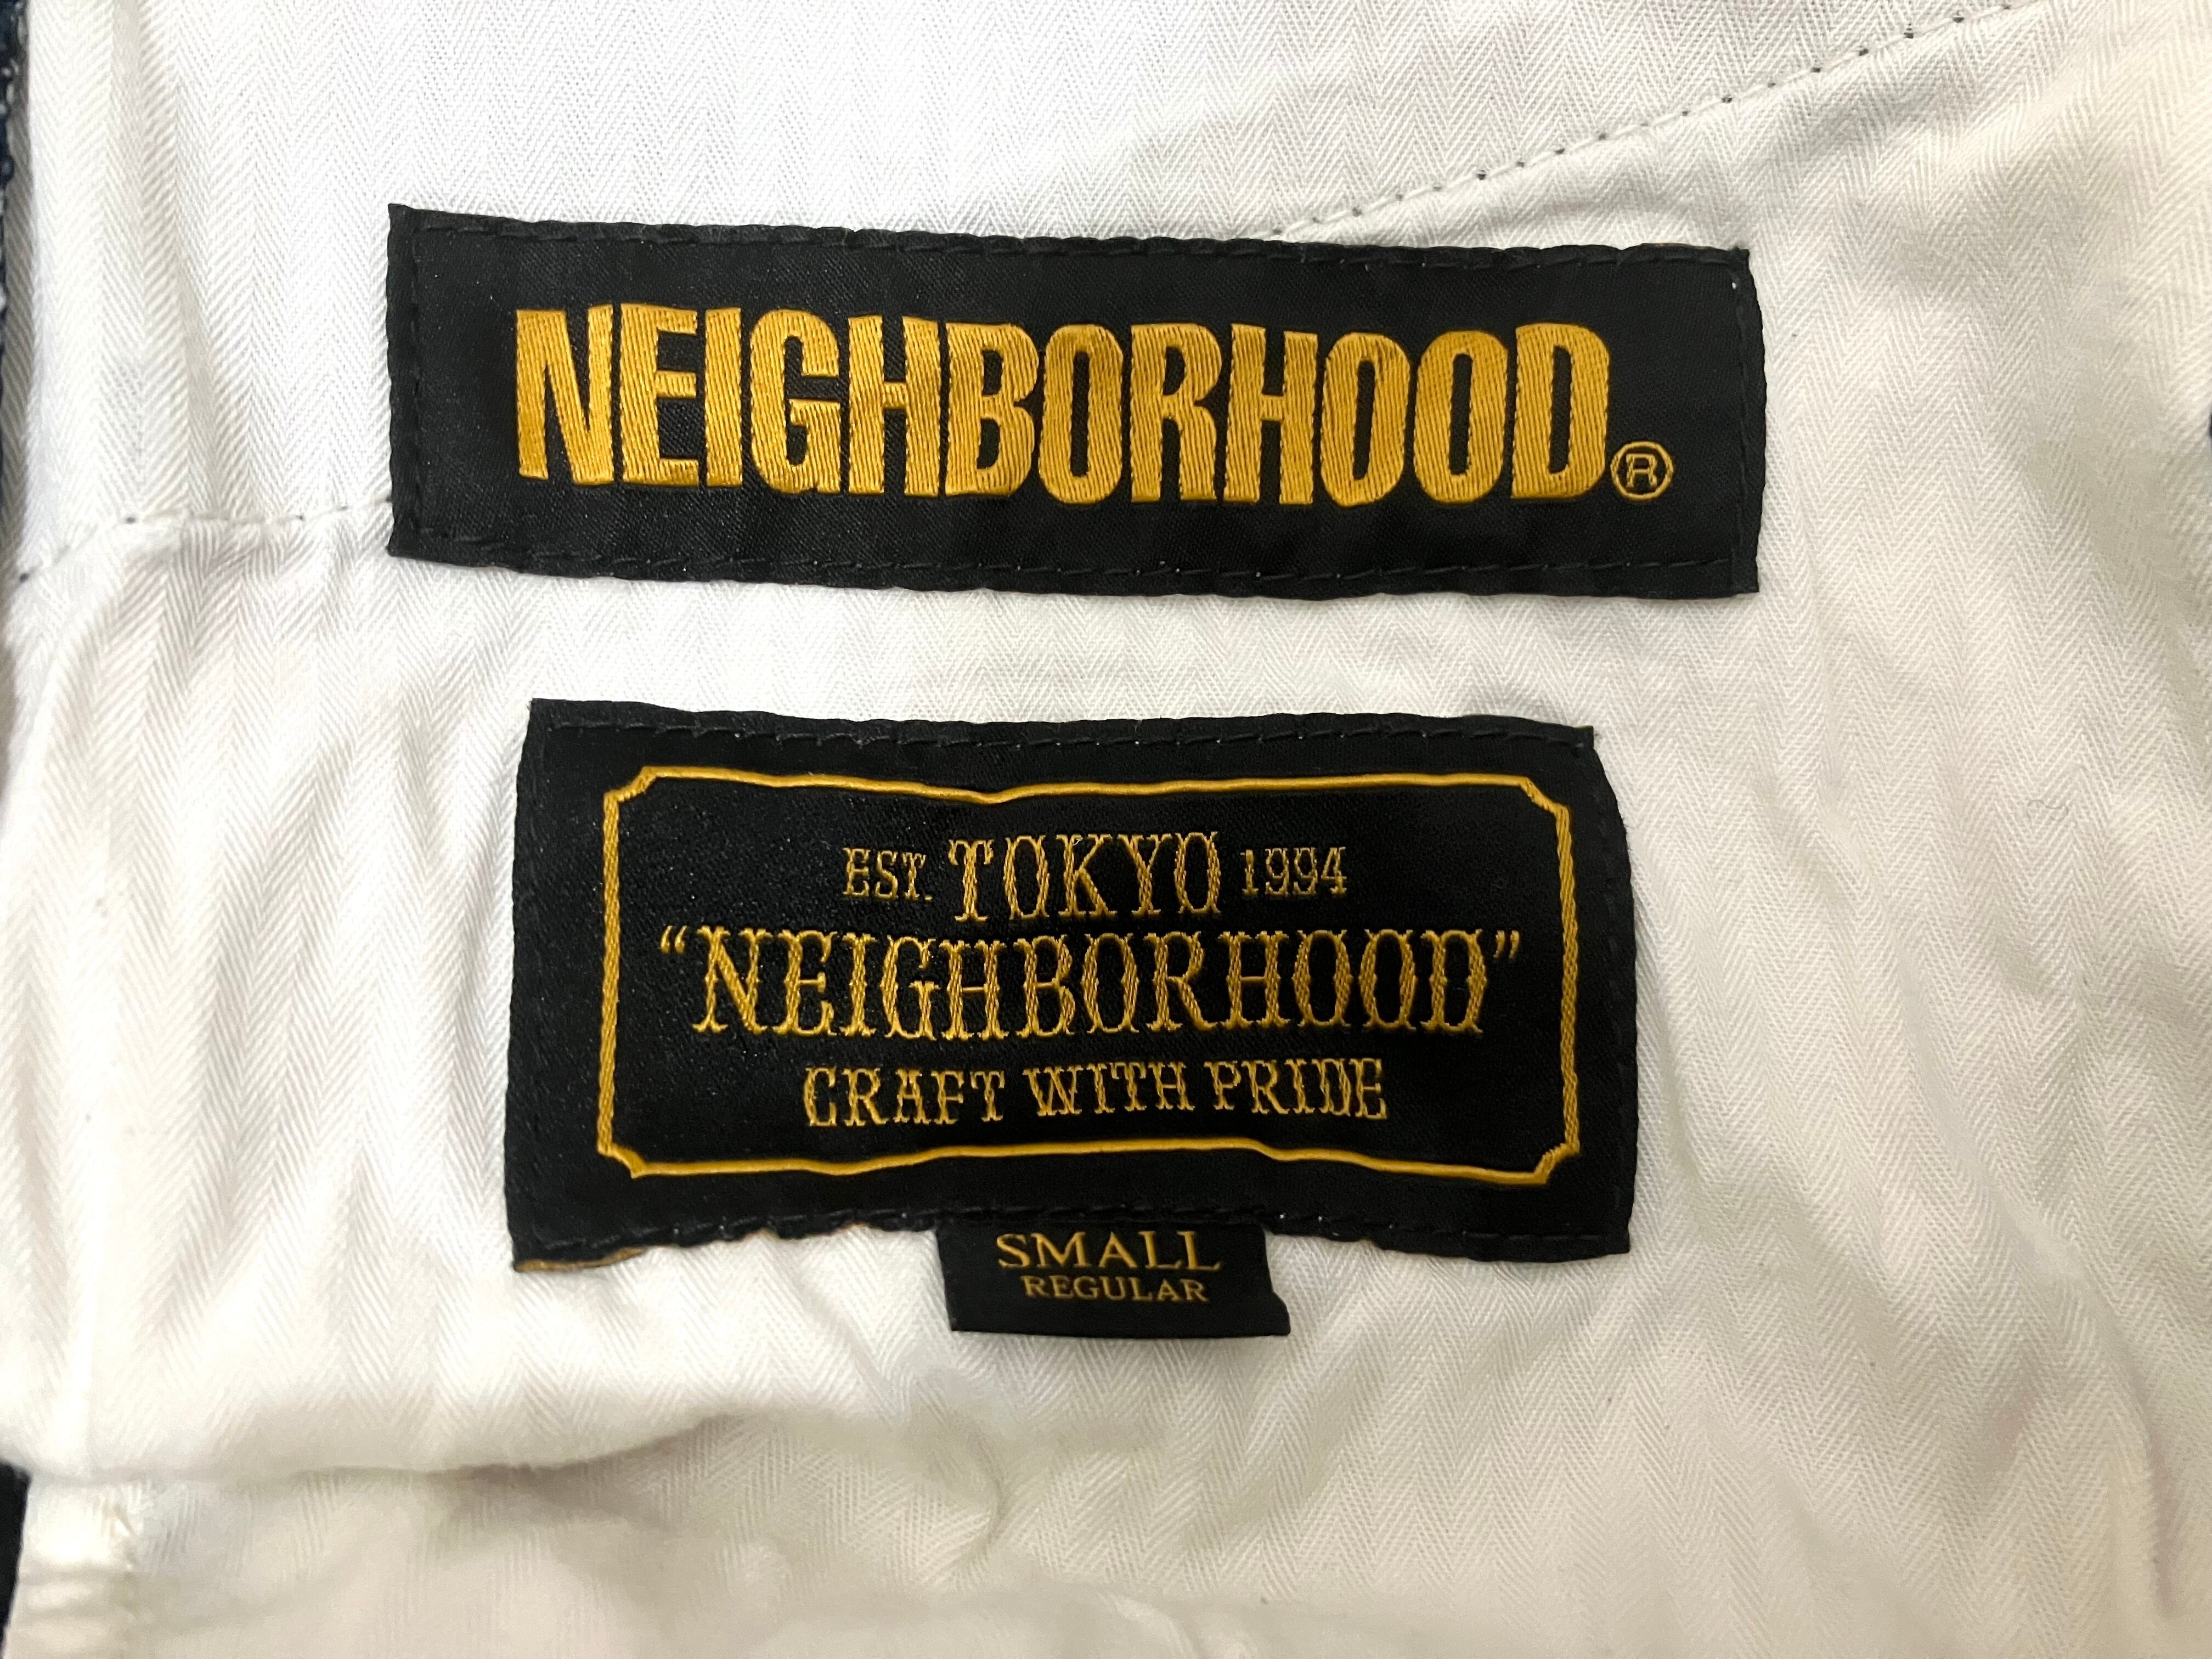 NEIGHBORHOOD®
EST. TOKYO 1994
"NEIGHBORHOOD"
CRAFT WITH PRIDE
SMALL
REGULAR